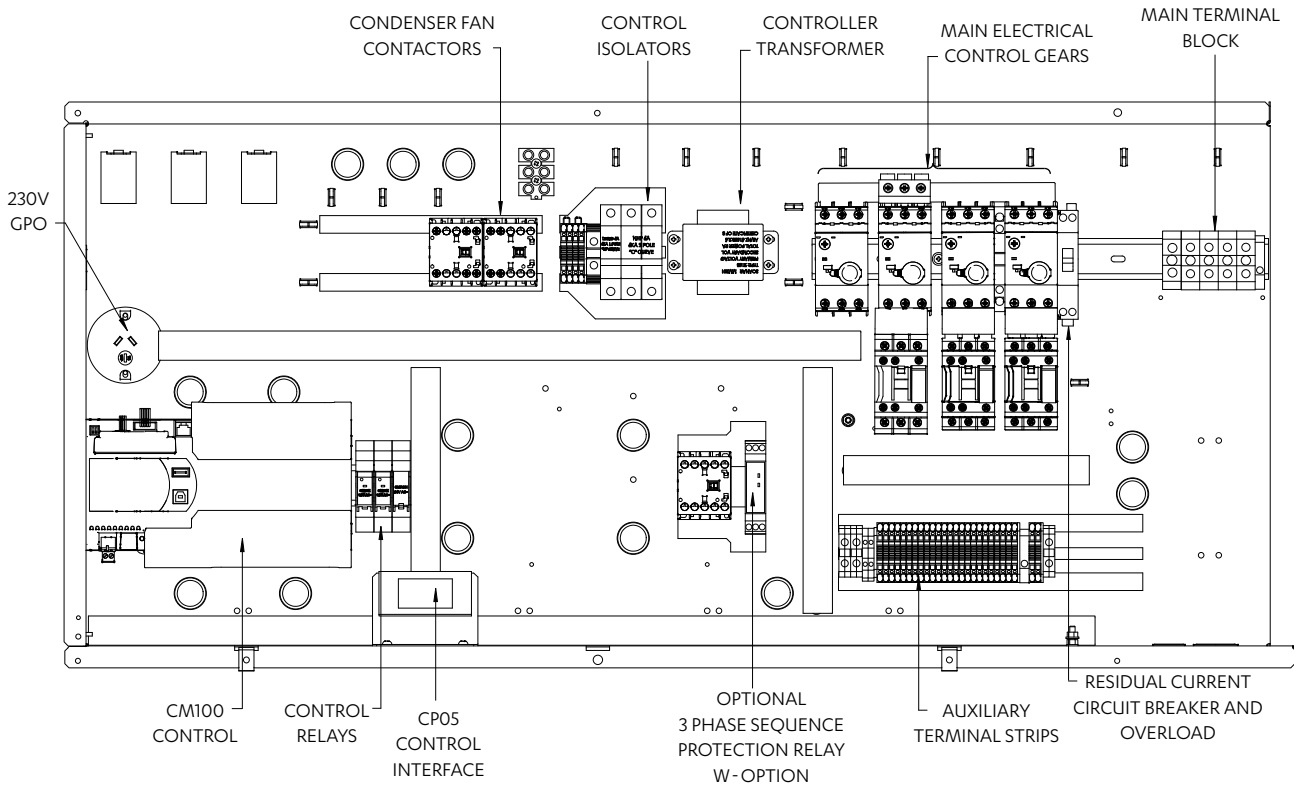 CONDENSER FAN
CONTACTORS
CONTROL
ISOLATORS
CONTROLLER
TRANSFORMER
MAIN ELECTRICAL
CONTROL GEARS
MAIN TERMINAL
BLOCK
230V
GPO
CM100
CONTROL
CONTROL
RELAYS
CP05
CONTROL
INTERFACE
OPTIONAL
3 PHASE SEQUENCE
PROTECTION RELAY
W-OPTION
AUXILIARY
TERMINAL STRIPS
RESIDUAL CURRENT
CIRCUIT BREAKER AND
OVERLOAD